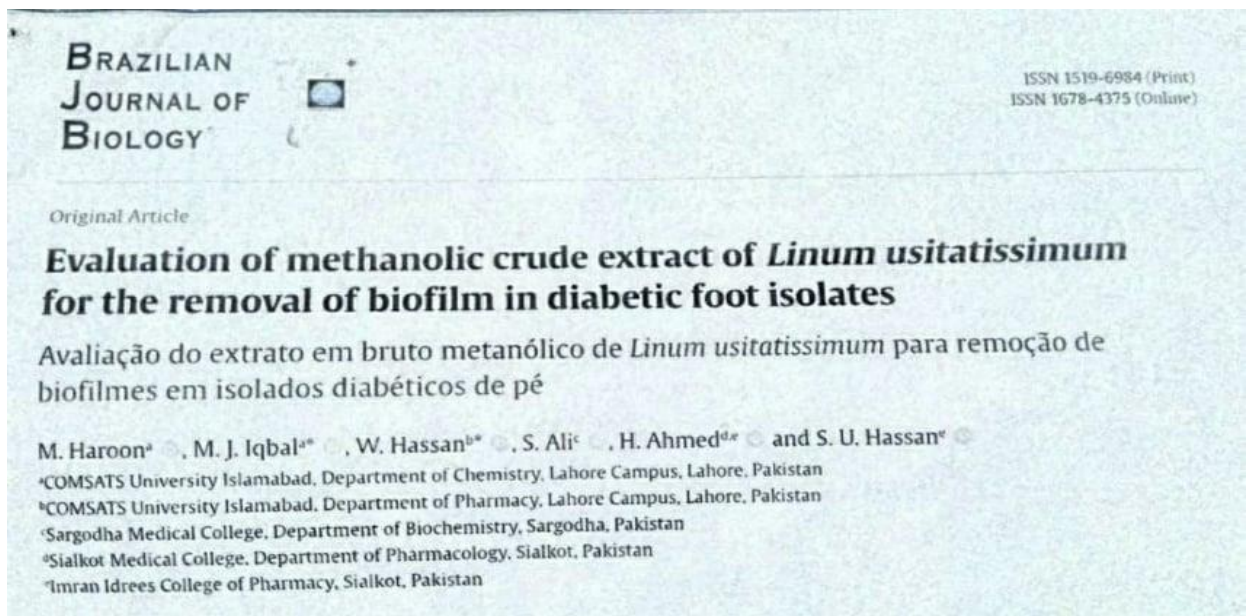 BRAZILIAN
JOURNAL OF
BIOLOGY
ISSN 1519-6984 (Print)
ISSN 1678-4375 (Online)
Original Article
Evaluation of methanolic crude extract of Linum usitatissimum
for the removal of biofilm in diabetic foot isolates
Avaliação do extrato em bruto metanólico de Linum usitatissimum para remoção de
biofilmes em isolados diabéticos de pé
M. Haroonᵃ, M. J. Iqbalᵃ*, W. Hassanᵇ*, S. Aliᶜ, H. Ahmedᵈ,ᵉ and S. U. Hassanᵉ
ᵃCOMSATS University Islamabad, Department of Chemistry, Lahore Campus, Lahore, Pakistan
ᵇCOMSATS University Islamabad, Department of Pharmacy, Lahore Campus, Lahore, Pakistan
ᶜSargodha Medical College, Department of Biochemistry, Sargodha, Pakistan
ᵈSialkot Medical College, Department of Pharmacology, Sialkot, Pakistan
ᵉImran Idrees College of Pharmacy, Sialkot, Pakistan